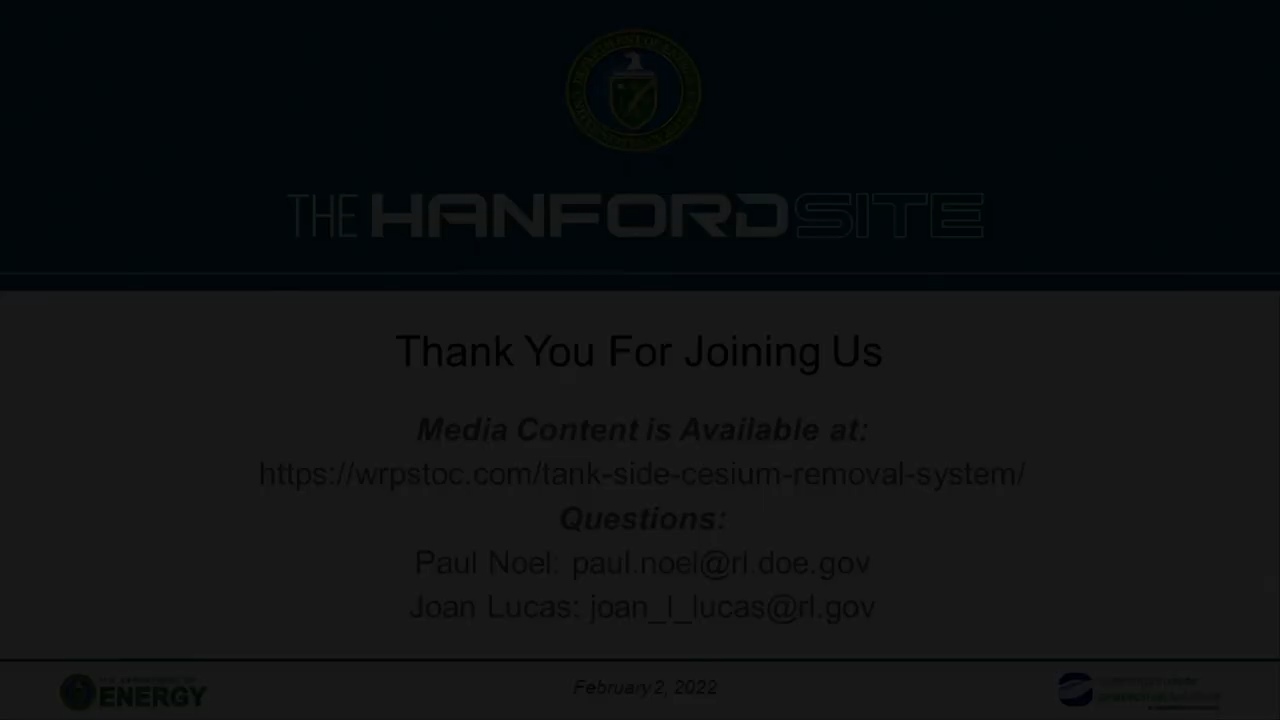 THE HANFORD SITE
Thank You For Joining Us
Media Content is Available at:
https://wrpstoc.com/tank-side-cesium-removal-system/
Questions:
Paul Noel: paul.noel@rl.doe.gov
Joan Lucas: joan_l_lucas@rl.gov
ENERGY
February 2, 2022